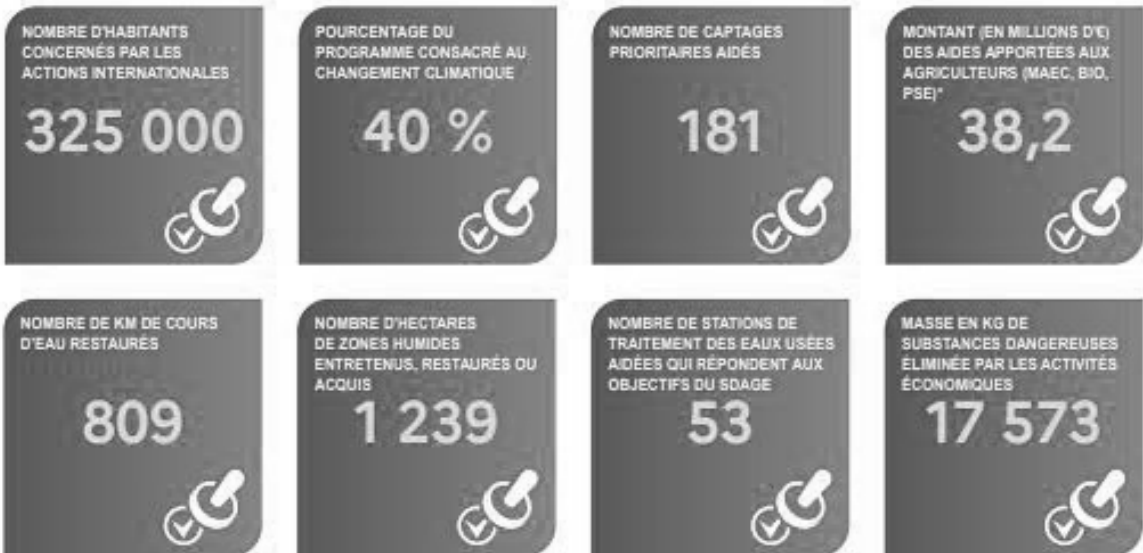 NOMBRE D'HABITANTS
CONCERNÉS PAR LES
ACTIONS INTERNATIONALES
325 000
POURCENTAGE DU
PROGRAMME CONSACRÉ AU
CHANGEMENT CLIMATIQUE
40 %
NOMBRE DE CAPTAGES
PRIORITAIRES AIDÉS
181
MONTANT (EN MILLIONS D'€)
DES AIDES APPORTÉES AUX
AGRICULTEURS (MAEC, BIO,
PSE)*
38,2
NOMBRE DE KM DE COURS
D'EAU RESTAURÉS
809
NOMBRE D'HECTARES
DE ZONES HUMIDES
ENTRETENUS, RESTAURÉS OU
ACQUIS
1 239
NOMBRE DE STATIONS DE
TRAITEMENT DES EAUX USÉES
AIDÉES QUI RÉPONDENT AUX
OBJECTIFS DU SDAGE
53
MASSE EN KG DE
SUBSTANCES DANGEREUSES
ÉLIMINÉE PAR LES ACTIVITÉS
ÉCONOMIQUES
17 573